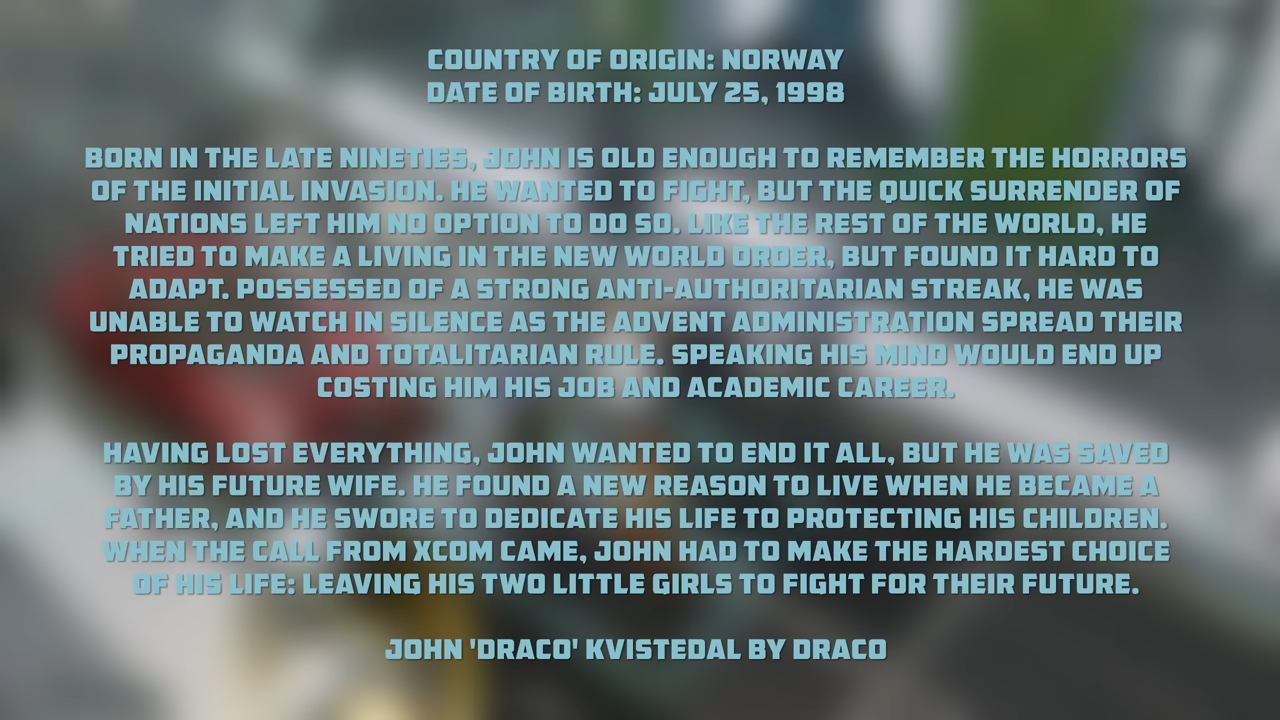 COUNTRY OF ORIGIN: NORWAY
DATE OF BIRTH: JULY 25, 1998
BORN IN THE LATE NINETIES, JOHN IS OLD ENOUGH TO REMEMBER THE HORRORS
OF THE INITIAL INVASION. HE WANTED TO FIGHT, BUT THE QUICK SURRENDER OF
NATIONS LEFT HIM NO OPTION TO DO SO. LIKE THE REST OF THE WORLD, HE
TRIED TO MAKE A LIVING IN THE NEW WORLD ORDER, BUT FOUND IT HARD TO
ADAPT. POSSESSED OF A STRONG ANTI-AUTHORITARIAN STREAK, HE WAS
UNABLE TO WATCH IN SILENCE AS THE ADVENT ADMINISTRATION SPREAD THEIR
PROPAGANDA AND TOTALITARIAN RULE. SPEAKING HIS MIND WOULD END UP
COSTING HIM HIS JOB AND ACADEMIC CAREER.
HAVING LOST EVERYTHING, JOHN WANTED TO END IT ALL, BUT HE WAS SAVED
BY HIS FUTURE WIFE. HE FOUND A NEW REASON TO LIVE WHEN HE BECAME A
FATHER, AND HE SWORE TO DEDICATE HIS LIFE TO PROTECTING HIS CHILDREN.
WHEN THE CALL FROM XCOM CAME, JOHN HAD TO MAKE THE HARDEST CHOICE
OF HIS LIFE: LEAVING HIS TWO LITTLE GIRLS TO FIGHT FOR THEIR FUTURE.
JOHN 'DRACO' KVISTEDAL BY DRACO